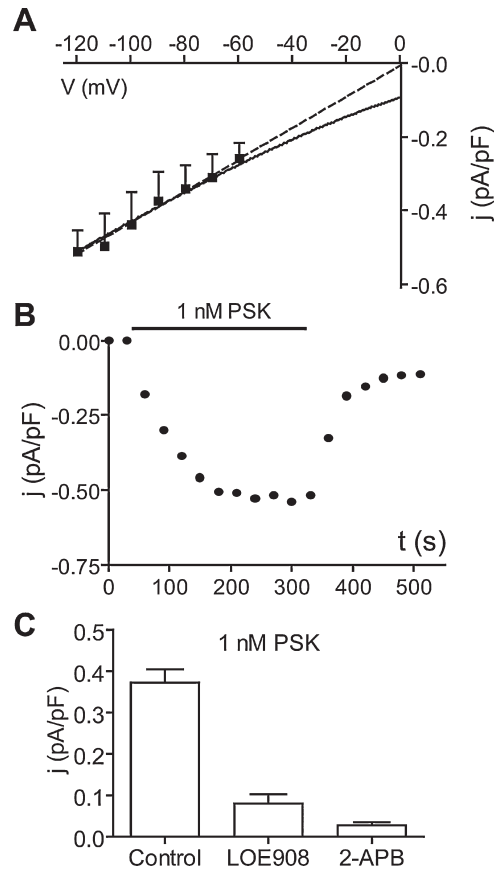 A
-120 -100 -80 -60 -40 -20 0
V (mV)
-0.0
-0.2
-0.4
-0.6
j (pA/pF)
B
1 nM PSK
0.00
-0.25
-0.50
-0.75
j (pA/pF)
t (s)
0 100 200 300 400 500
C
1 nM PSK
0.5
0.4
0.3
0.2
0.1
0.0
j (pA/pF)
Control LOE908 2-APB